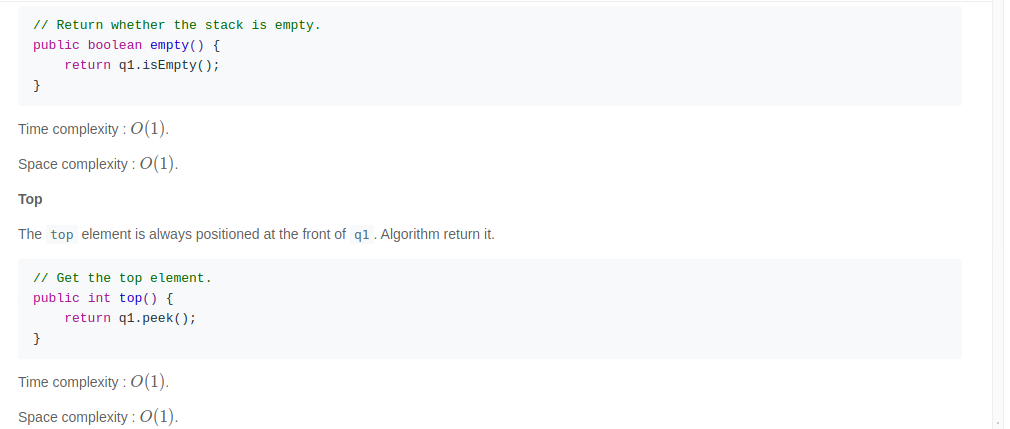 // Return whether the stack is empty.
public boolean empty() {
    return q1.isEmpty();
}
Time complexity : O(1).
Space complexity : O(1).
Top
The top element is always positioned at the front of q1 . Algorithm return it.
// Get the top element.
public int top() {
    return q1.peek();
}
Time complexity : O(1).
Space complexity : O(1).